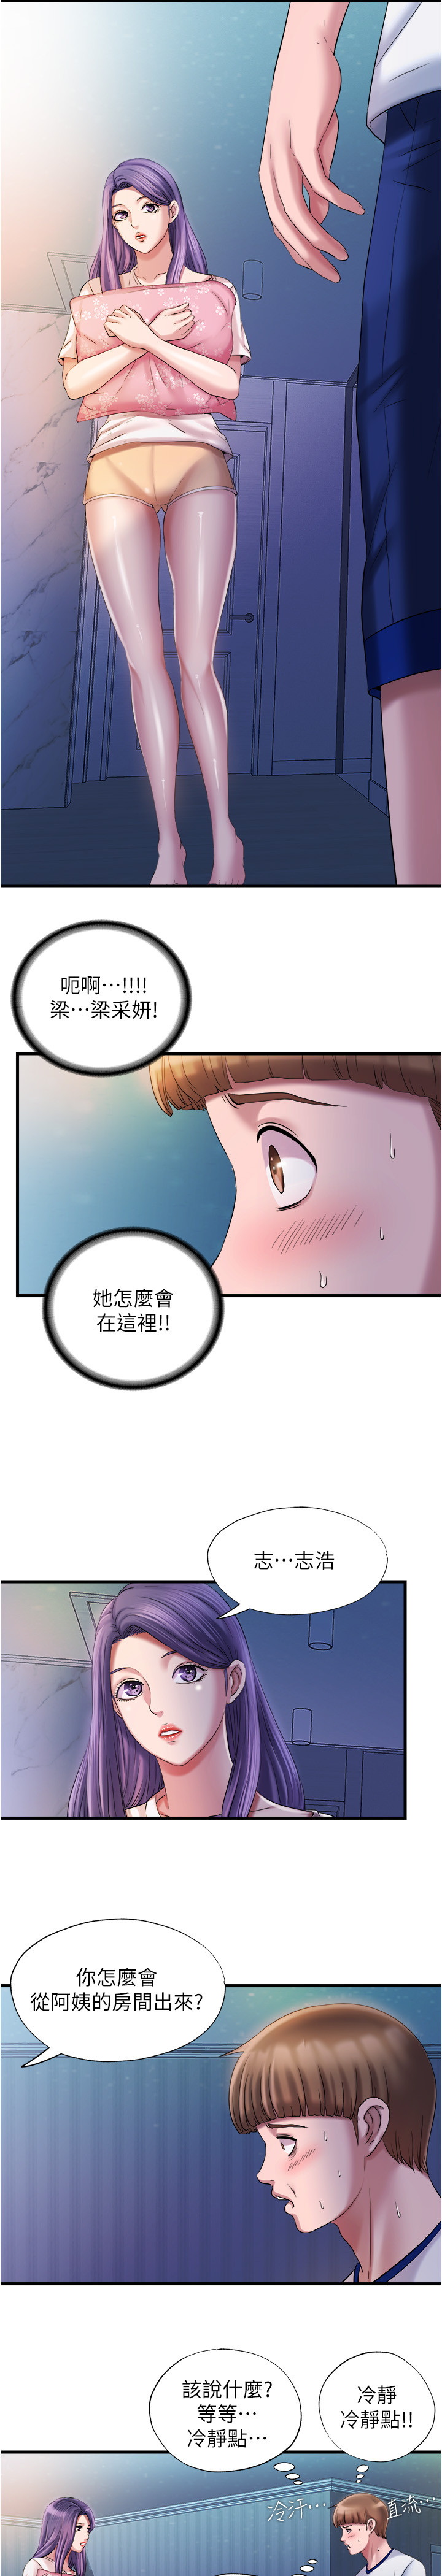 呃啊⋯!!!!
梁⋯梁采妍!
她怎麼會
在這裡!!
志⋯志浩
你怎麼會
從阿姨的房間出來?
該說什麼?
等等⋯
冷靜點⋯
冷靜
冷靜點!!
冷汗⋯
直流⋯